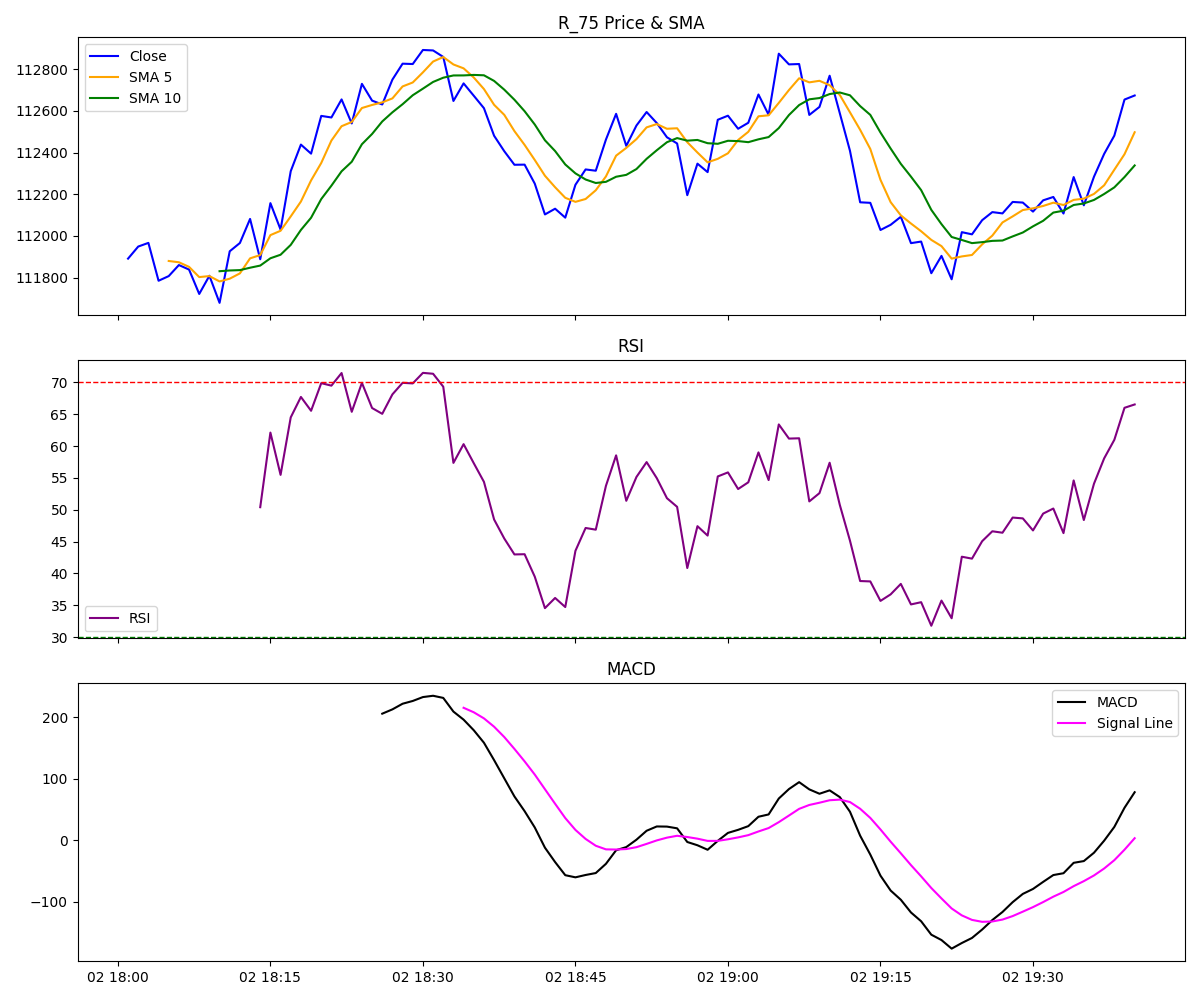 R_75 Price & SMA
Close
SMA 5
SMA 10
112800
112600
112400
112200
112000
111800
RSI
70
65
60
55
50
45
40
35
30
RSI
MACD
MACD
Signal Line
200
100
0
−100
02 18:00 02 18:15 02 18:30 02 18:45 02 19:00 02 19:15 02 19:30